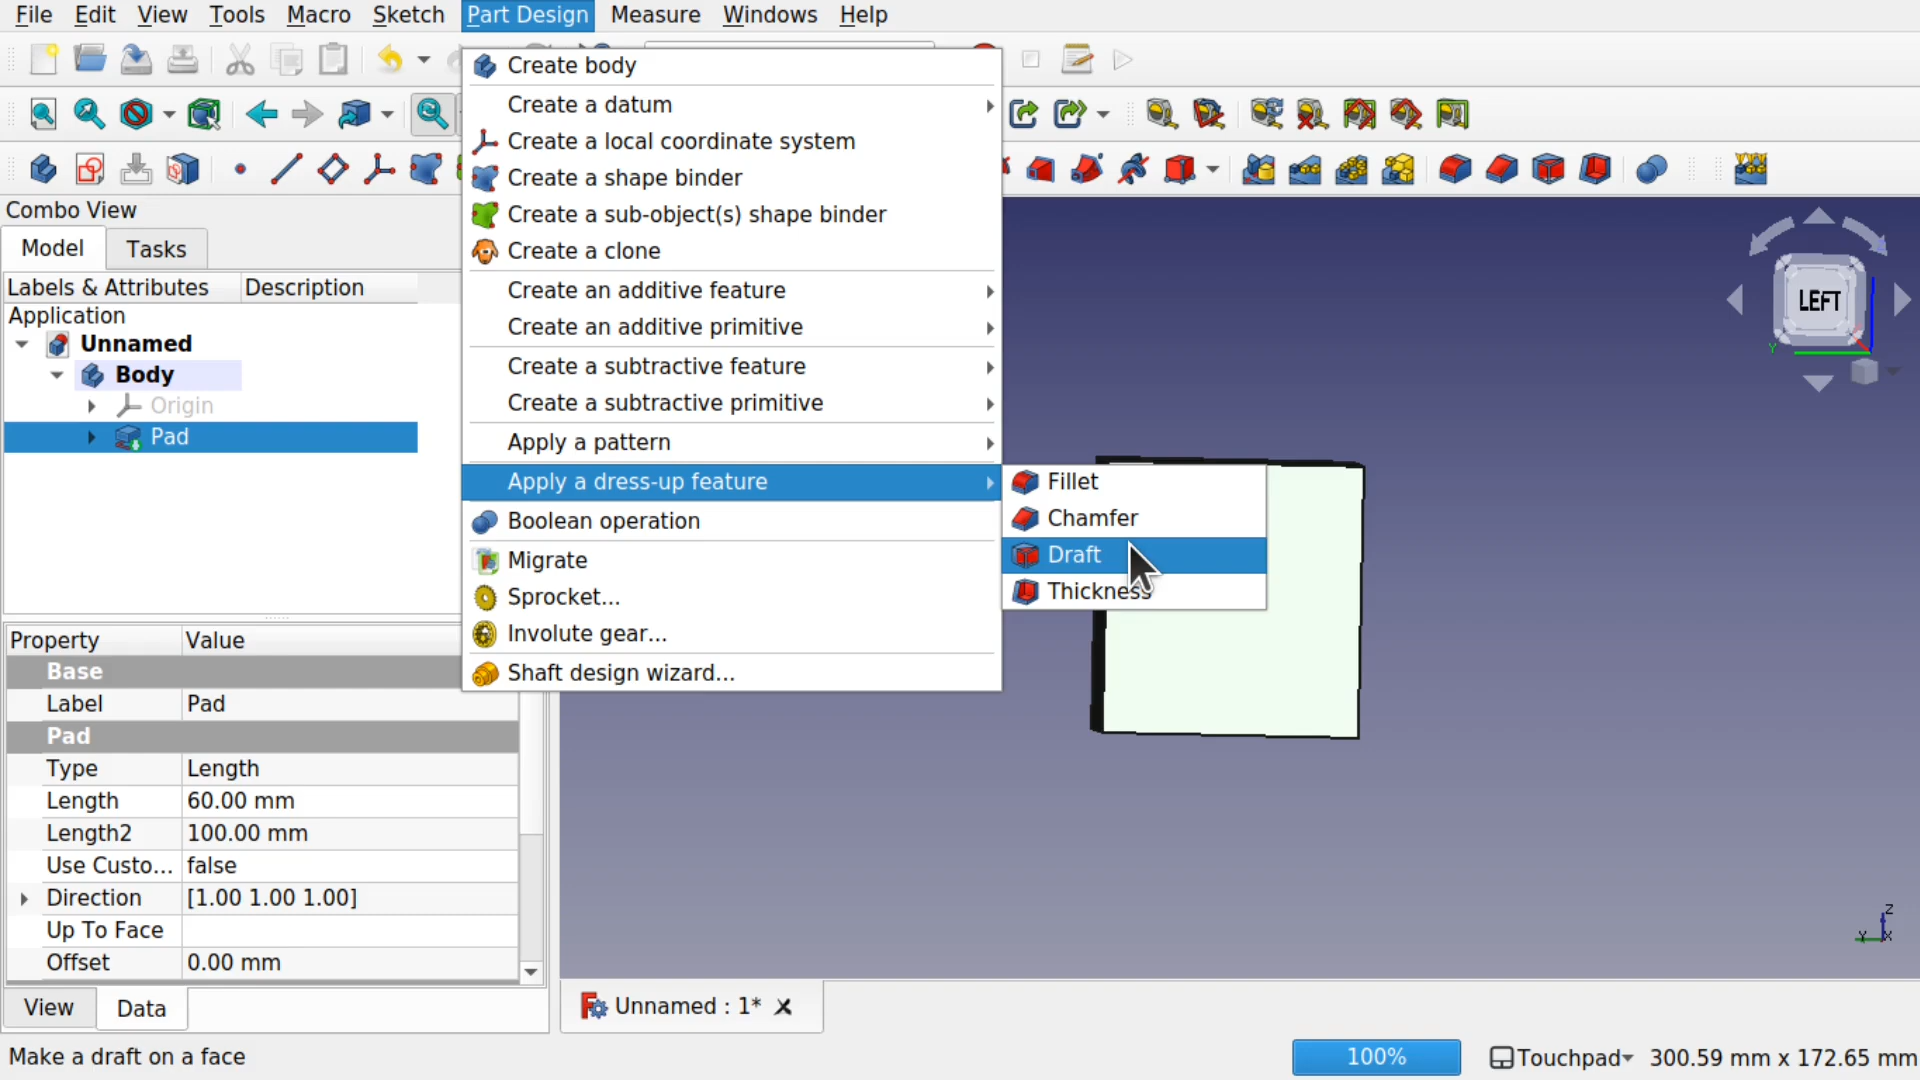 File Edit View Tools Macro Sketch Part Design Measure Windows Help
Create body
Create a datum
Create a local coordinate system
Create a shape binder
Create a sub-object(s) shape binder
Create a clone
Create an additive feature
Create an additive primitive
Create a subtractive feature
Create a subtractive primitive
Apply a pattern
Apply a dress-up feature
Boolean operation
Migrate
Sprocket...
Involute gear...
Shaft design wizard...
Fillet
Chamfer
Draft
Thickness
Combo View
Model Tasks
Labels & Attributes Description
Application
Unnamed
Body
Origin
Pad
Property Value
Base
Label Pad
Pad
Type Length
Length 60.00 mm
Length2 100.00 mm
Use Custo... false
Direction [1.00 1.00 1.00]
Up To Face
Offset 0.00 mm
View Data
LEFT
Y
Z
Y X
Unnamed : 1*
Make a draft on a face
100% Touchpad 300.59 mm x 172.65 mm